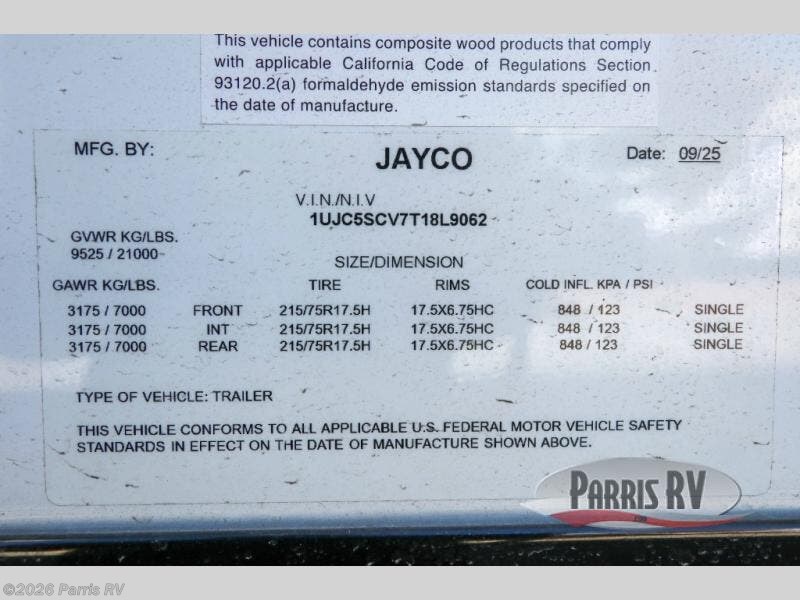 This vehicle contains composite wood products that comply
with applicable California Code of Regulations Section
93120.2(a) formaldehyde emission standards specified on
the date of manufacture.
MFG. BY: JAYCO Date: 09/25
V.I.N./N.I.V
1UJC5SCV7T18L9062
GVWR KG/LBS.
9525 / 21000
SIZE/DIMENSION
GAWR KG/LBS. TIRE RIMS COLD INFL. KPA / PSI
3175 / 7000 FRONT 215/75R17.5H 17.5X6.75HC 848 / 123 SINGLE
3175 / 7000 INT 215/75R17.5H 17.5X6.75HC 848 / 123 SINGLE
3175 / 7000 REAR 215/75R17.5H 17.5X6.75HC 848 / 123 SINGLE
TYPE OF VEHICLE: TRAILER
THIS VEHICLE CONFORMS TO ALL APPLICABLE U.S. FEDERAL MOTOR VEHICLE SAFETY
STANDARDS IN EFFECT ON THE DATE OF MANUFACTURE SHOWN ABOVE.
PARRIS RV
©2026 Parris RV